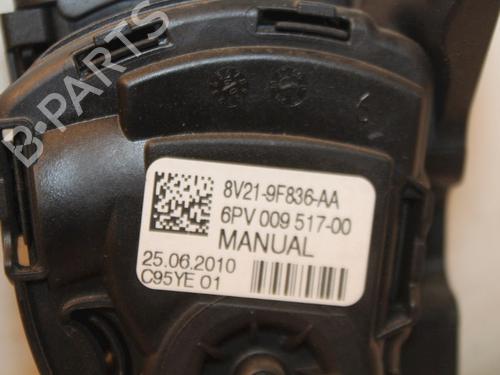 B-PARTS
8V21-9F836-AA
6PV 009 517-00
MANUAL
25.06.2010
C95YE 01